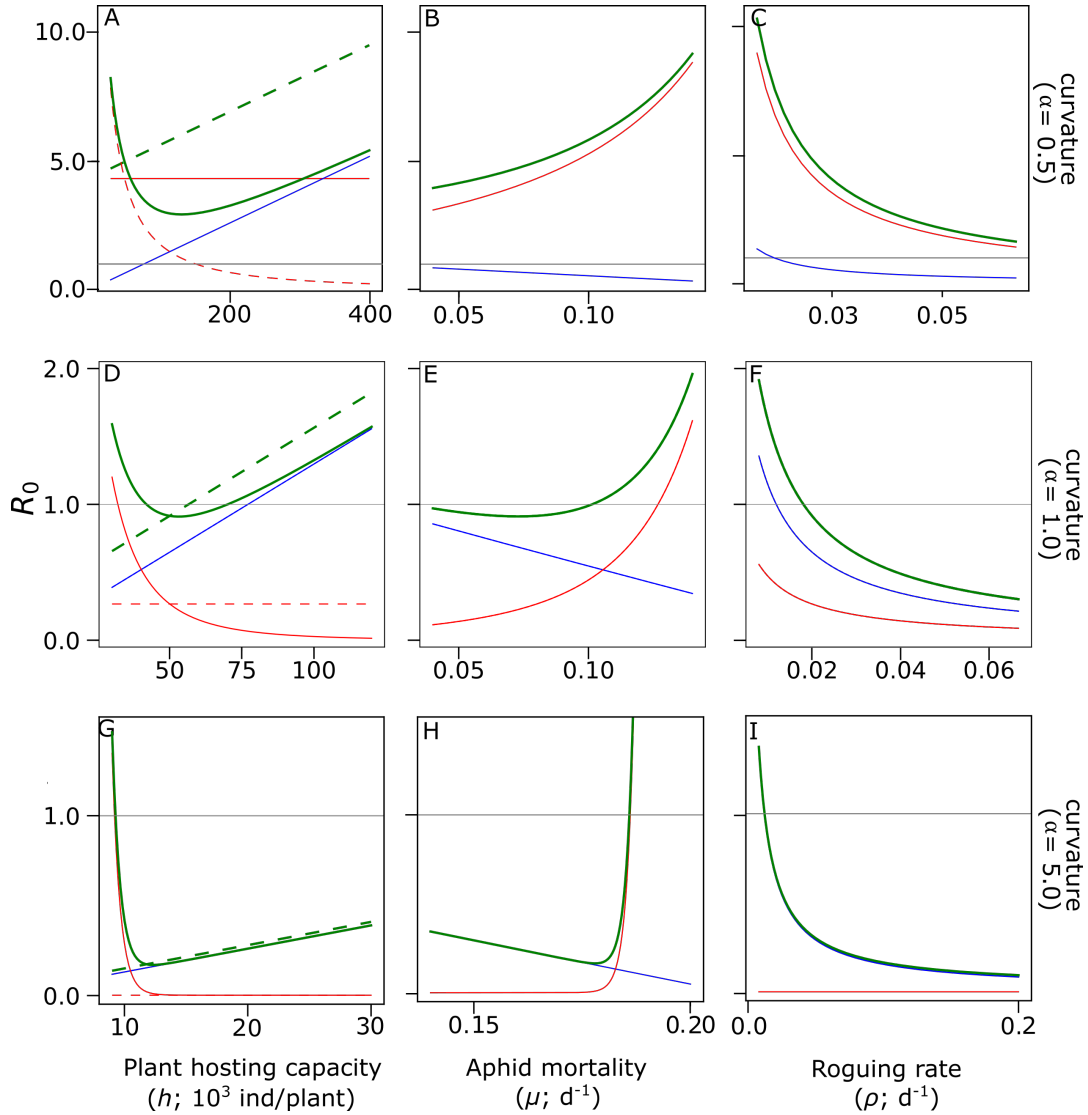 A
B
C
10.0
5.0
0.0
200
400
0.05
0.10
0.03
0.05
curvature
(α= 0.5)
D
E
F
2.0
1.0
0.0
50
75
100
0.05
0.10
0.02
0.04
0.06
R0
curvature
(α= 1.0)
G
H
I
1.0
0.0
10
20
30
0.15
0.20
0.0
0.2
curvature
(α= 5.0)
Plant hosting capacity
(h; 10³ ind/plant)
Aphid mortality
(μ; d⁻¹)
Roguing rate
(ρ; d⁻¹)